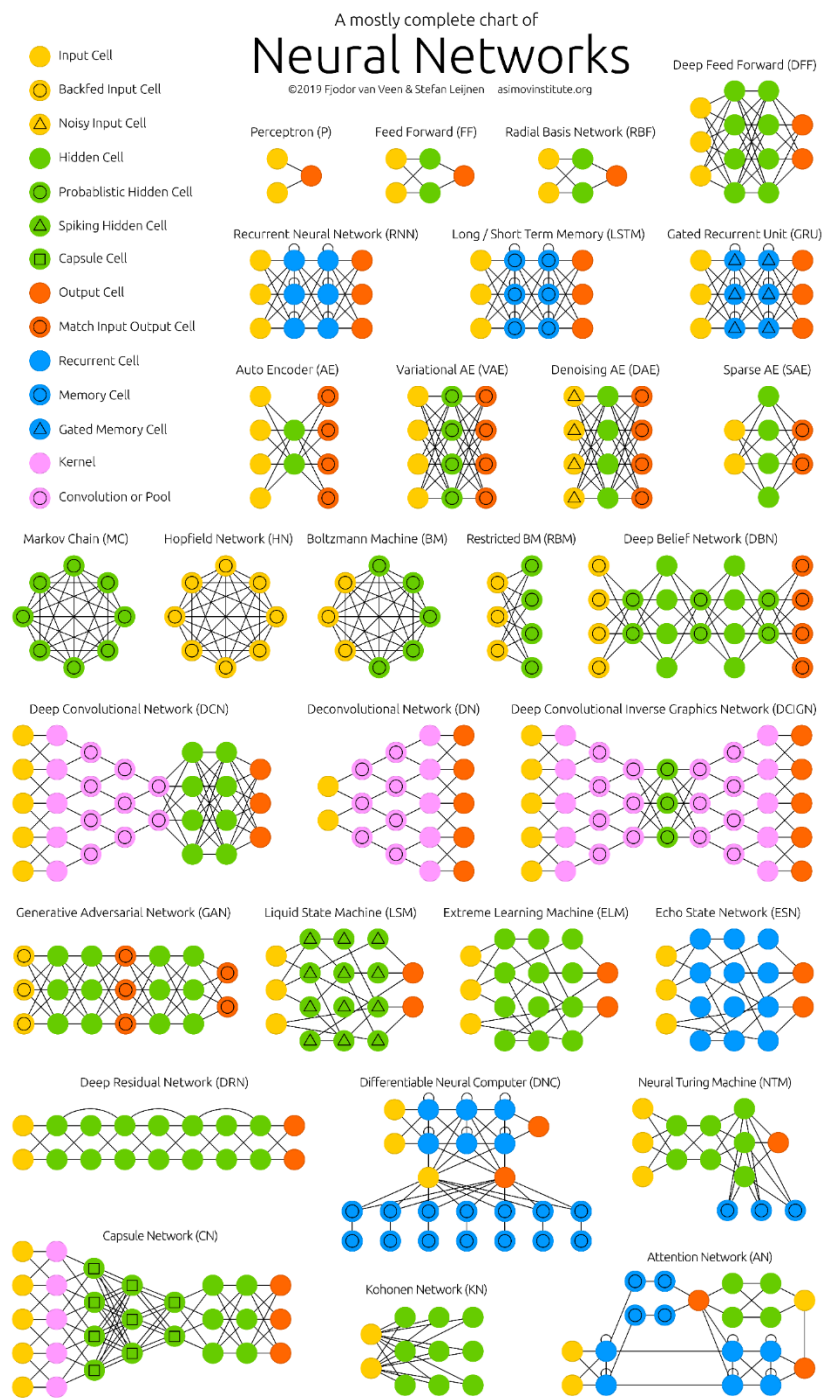 A mostly complete chart of
Neural Networks
©2019 Fjodor van Veen & Stefan Leijnen asimovinstitute.org
Input Cell
Backfed Input Cell
Noisy Input Cell
Hidden Cell
Probablistic Hidden Cell
Spiking Hidden Cell
Capsule Cell
Output Cell
Match Input Output Cell
Recurrent Cell
Memory Cell
Gated Memory Cell
Kernel
Convolution or Pool
Deep Feed Forward (DFF)
Perceptron (P)
Feed Forward (FF)
Radial Basis Network (RBF)
Recurrent Neural Network (RNN)
Long / Short Term Memory (LSTM)
Gated Recurrent Unit (GRU)
Auto Encoder (AE)
Variational AE (VAE)
Denoising AE (DAE)
Sparse AE (SAE)
Markov Chain (MC)
Hopfield Network (HN)
Boltzmann Machine (BM)
Restricted BM (RBM)
Deep Belief Network (DBN)
Deep Convolutional Network (DCN)
Deconvolutional Network (DN)
Deep Convolutional Inverse Graphics Network (DCIGN)
Generative Adversarial Network (GAN)
Liquid State Machine (LSM)
Extreme Learning Machine (ELM)
Echo State Network (ESN)
Deep Residual Network (DRN)
Differentiable Neural Computer (DNC)
Neural Turing Machine (NTM)
Capsule Network (CN)
Kohonen Network (KN)
Attention Network (AN)